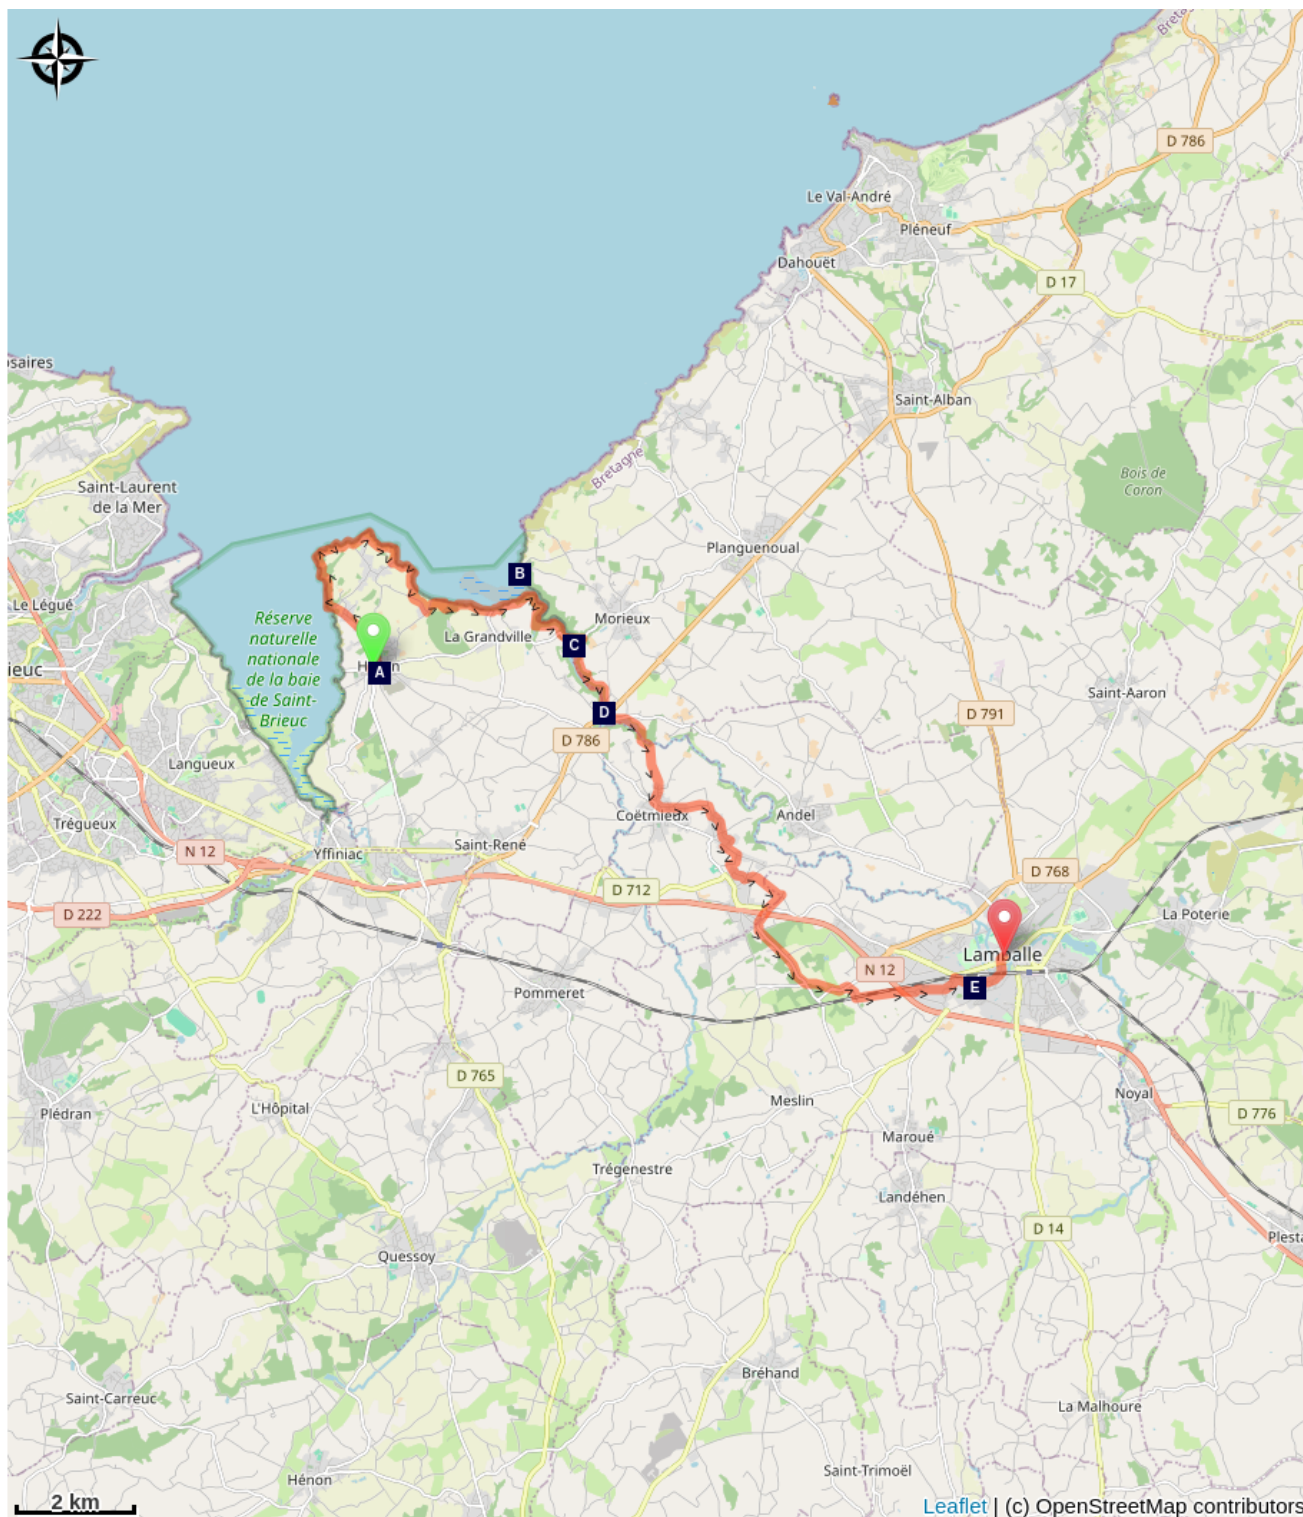 Breta
D 786
Le Val-André
Pléneuf
Dahouët
D 17
osaires
Saint-Alban
Bretagne
Bois de
Coron
Saint-Laurent
de la Mer
Planguenoual
B
Le Légué
Réserve
naturelle
nationale
de la baie
de Saint-
Brieuc
Morieux
La Grandville
C
ieuc
A
Saint-Aaron
D
D 791
D 786
Langueux
Coëtmieux
Andel
Trégueux
Saint-René
N 12
Yffiniac
D 768
D 712
D 222
La Poterie
Lamballe
N 12
E
Pommeret
D 765
Plédran
L'Hôpital
Meslin
Noyal
D 776
Maroué
Trégenestre
Landéhen
D 14
Plesta
Quessoy
Bréhand
Saint-Carreuc
La Malhoure
Hénon
Saint-Trimoël
2 km
Leaflet | (c) OpenStreetMap contributors